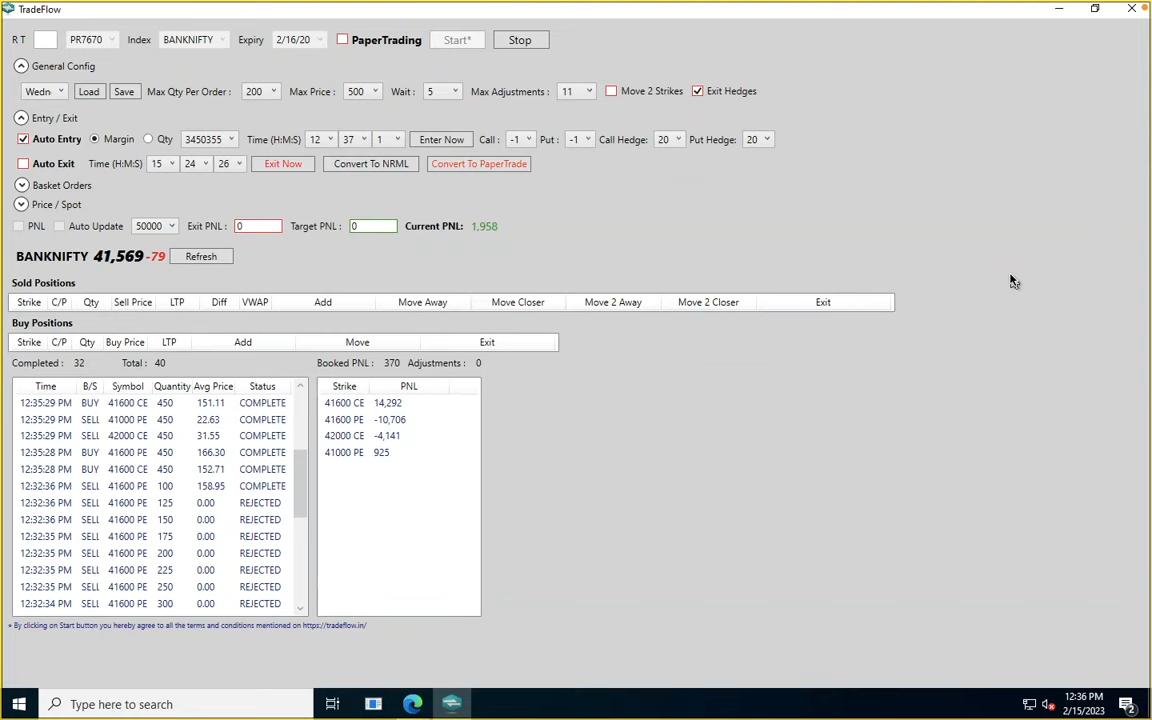 TradeFlow
R T PR7670 Index BANKNIFTY Expiry 2/16/20 PaperTrading Start* Stop
General Config
Wedn Load Save Max Qty Per Order : 200 Max Price : 500 Wait : 5 Max Adjustments : 11 Move 2 Strikes Exit Hedges
Entry / Exit
Auto Entry Margin Qty 3450355 Time (H:M:S) 12 37 1 Enter Now Call : -1 Put : -1 Call Hedge: 20 Put Hedge: 20
Auto Exit Time (H:M:S) 15 24 26 Exit Now Convert To NRML Convert To PaperTrade
Basket Orders
Price / Spot
PNL Auto Update 50000 Exit PNL : 0 Target PNL : 0 Current PNL: 1,958
BANKNIFTY 41,569 -79 Refresh
Sold Positions
Strike C/P Qty Sell Price LTP Diff VWAP Add Move Away Move Closer Move 2 Away Move 2 Closer Exit
Buy Positions
Strike C/P Qty Buy Price LTP Add Move Exit
Completed : 32 Total : 40 Booked PNL : 370 Adjustments : 0
Time B/S Symbol Quantity Avg Price Status Strike PNL
12:35:29 PM BUY 41600 CE 450 151.11 COMPLETE 41600 CE 14,292
12:35:29 PM SELL 41000 PE 450 22.63 COMPLETE 41600 PE -10,706
12:35:29 PM SELL 42000 CE 450 31.55 COMPLETE 42000 CE -4,141
12:35:28 PM BUY 41600 PE 450 166.30 COMPLETE 41000 PE 925
12:35:28 PM BUY 41600 CE 450 152.71 COMPLETE
12:32:36 PM SELL 41600 PE 100 158.95 COMPLETE
12:32:36 PM SELL 41600 PE 125 0.00 REJECTED
12:32:36 PM SELL 41600 PE 150 0.00 REJECTED
12:32:35 PM SELL 41600 PE 175 0.00 REJECTED
12:32:35 PM SELL 41600 PE 200 0.00 REJECTED
12:32:35 PM SELL 41600 PE 225 0.00 REJECTED
12:32:35 PM SELL 41600 PE 250 0.00 REJECTED
12:32:34 PM SELL 41600 PE 300 0.00 REJECTED
* By clicking on Start button you hereby agree to all the terms and conditions mentioned on https://tradeflow.in/
Type here to search
12:36 PM
2/15/2023
2